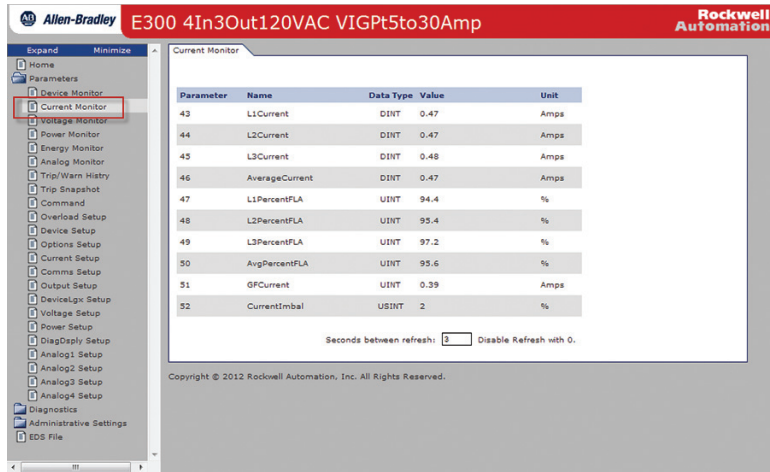 AB Allen-Bradley E300 4In3Out120VAC VIGPt5to30Amp Rockwell
Automation
Expand Minimize
Home
Parameters
Device Monitor
Current Monitor
Voltage Monitor
Power Monitor
Energy Monitor
Analog Monitor
Trip/Warn Histry
Trip Snapshot
Command
Overload Setup
Device Setup
Options Setup
Current Setup
Comms Setup
Output Setup
DeviceLgx Setup
Voltage Setup
Power Setup
DiagDsply Setup
Analog1 Setup
Analog2 Setup
Analog3 Setup
Analog4 Setup
Diagnostics
Administrative Settings
EDS File
Current Monitor
Parameter Name Data Type Value Unit
43 L1Current DINT 0.47 Amps
44 L2Current DINT 0.47 Amps
45 L3Current DINT 0.48 Amps
46 AverageCurrent DINT 0.47 Amps
47 L1PercentFLA UINT 94.4 %
48 L2PercentFLA UINT 95.4 %
49 L3PercentFLA UINT 97.2 %
50 AvgPercentFLA UINT 95.6 %
51 GFCurrent UINT 0.39 Amps
52 CurrentImbal USINT 2 %
Seconds between refresh: 3 Disable Refresh with 0.
Copyright © 2012 Rockwell Automation, Inc. All Rights Reserved.